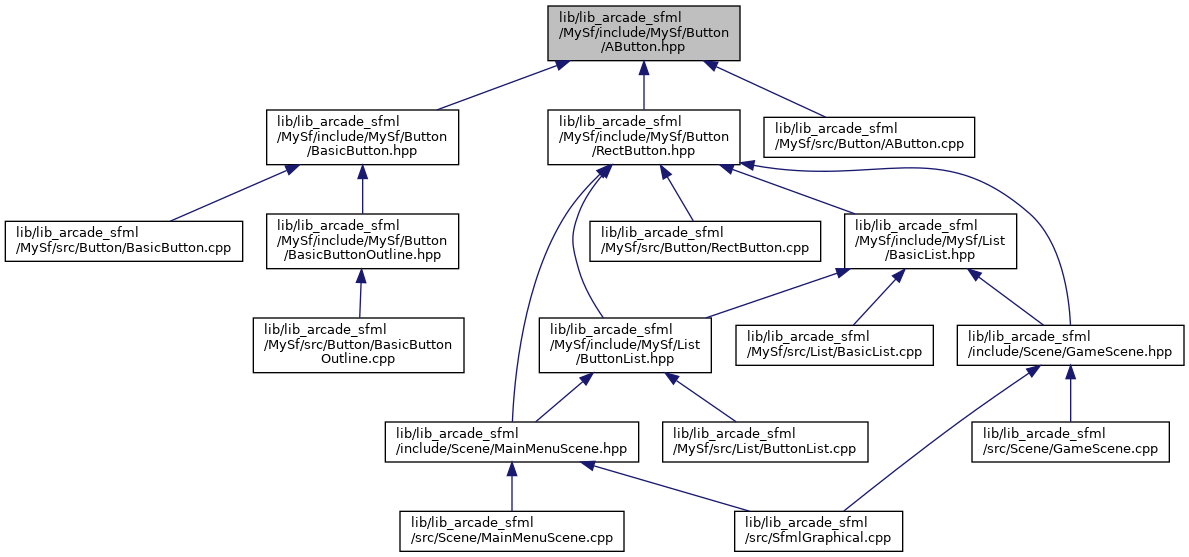 lib/lib_arcade_sfml
/MySf/include/MySf/Button
/AButton.hpp
lib/lib_arcade_sfml
/MySf/include/MySf/Button
/BasicButton.hpp
lib/lib_arcade_sfml
/MySf/include/MySf/Button
/RectButton.hpp
lib/lib_arcade_sfml
/MySf/src/Button/AButton.cpp
lib/lib_arcade_sfml
/MySf/src/Button/BasicButton.cpp
lib/lib_arcade_sfml
/MySf/include/MySf/Button
/BasicButtonOutline.hpp
lib/lib_arcade_sfml
/MySf/src/Button/RectButton.cpp
lib/lib_arcade_sfml
/MySf/include/MySf/List
/BasicList.hpp
lib/lib_arcade_sfml
/MySf/src/Button/BasicButton
Outline.cpp
lib/lib_arcade_sfml
/MySf/include/MySf/List
/ButtonList.hpp
lib/lib_arcade_sfml
/MySf/src/List/BasicList.cpp
lib/lib_arcade_sfml
/include/Scene/GameScene.hpp
lib/lib_arcade_sfml
/include/Scene/MainMenuScene.hpp
lib/lib_arcade_sfml
/MySf/src/List/ButtonList.cpp
lib/lib_arcade_sfml
/src/Scene/GameScene.cpp
lib/lib_arcade_sfml
/src/Scene/MainMenuScene.cpp
lib/lib_arcade_sfml
/src/SfmlGraphical.cpp